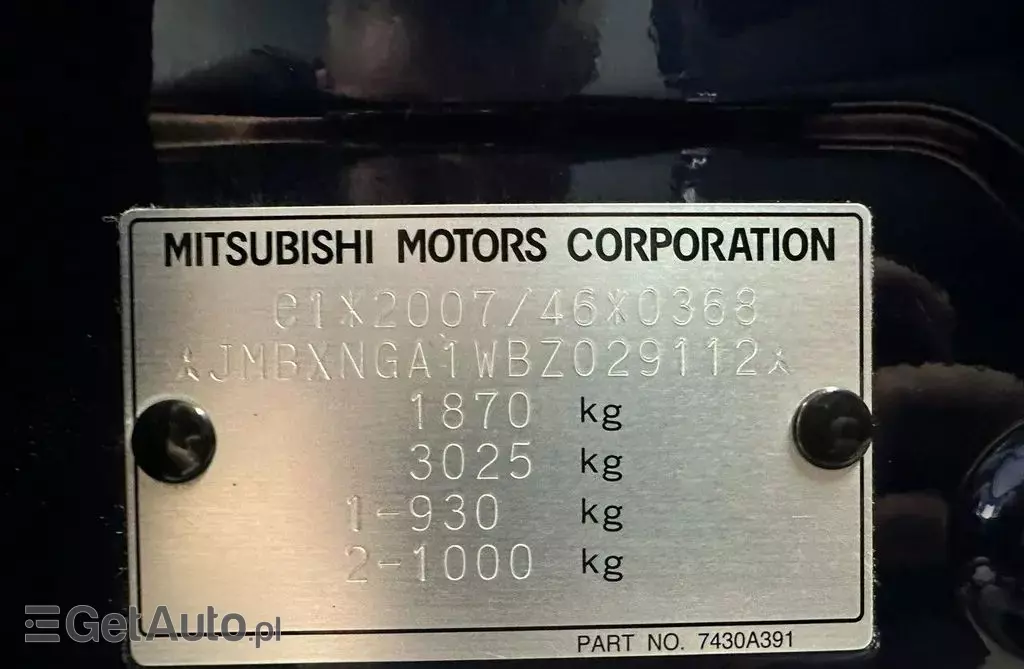 MITSUBISHI MOTORS CORPORATION
e1*2007/46*0368
*JMBXNGA1WBZ029112*
1870 kg
3025 kg
1-930 kg
2-1000 kg
PART NO. 7430A391
GetAuto.pl